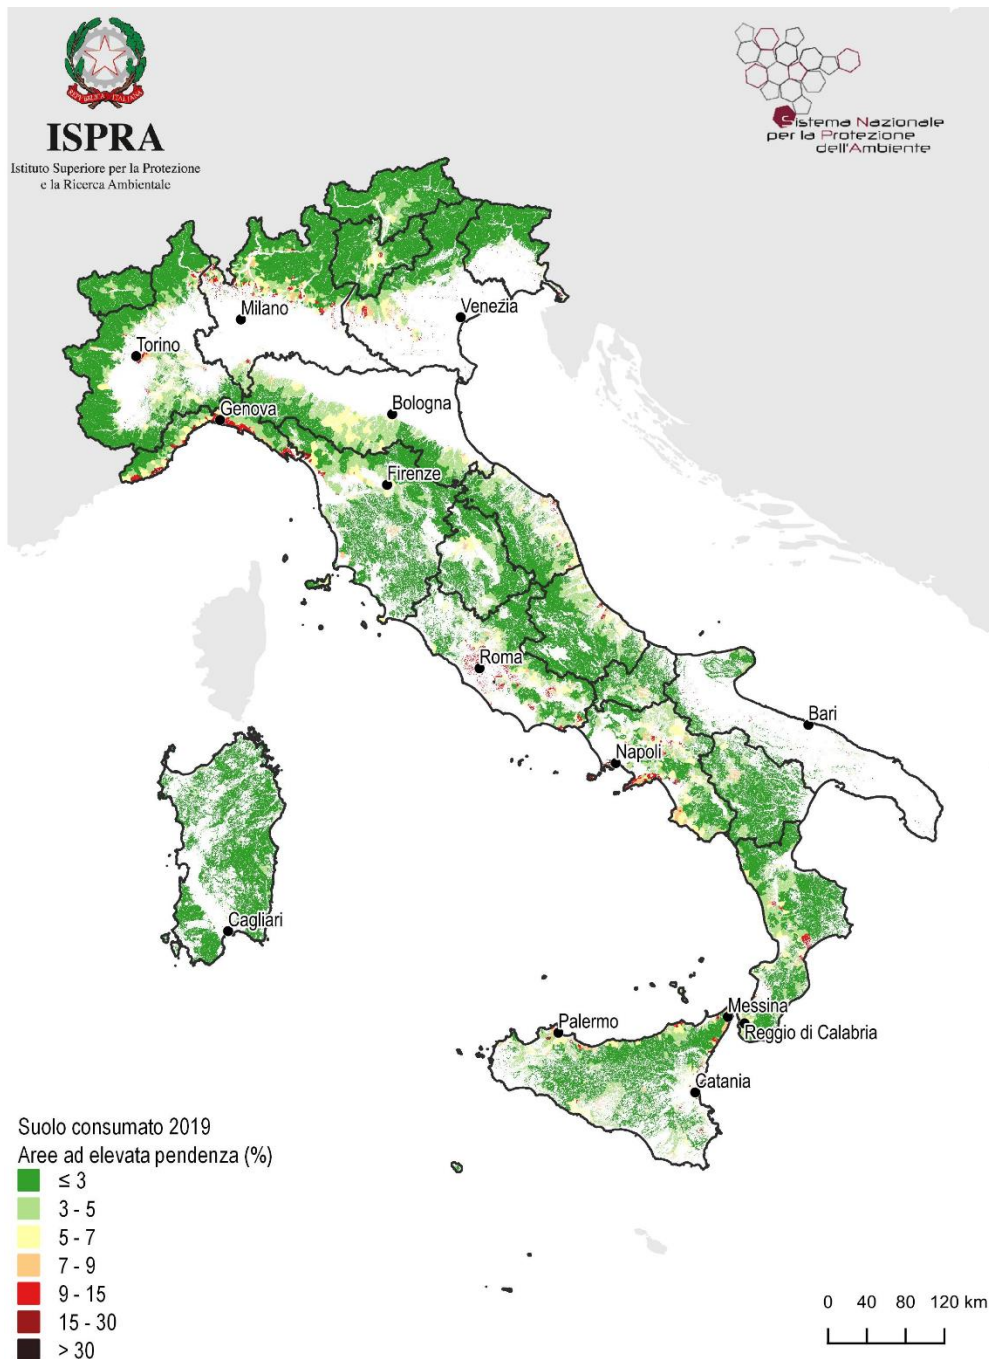 REPVBBLICA ITALIANA
ISPRA
Istituto Superiore per la Protezione
e la Ricerca Ambientale
Sistema Nazionale
per la Protezione
dell'Ambiente
Milano
Venezia
Torino
Genova
Bologna
Firenze
Roma
Bari
Napoli
Cagliari
Messina
Palermo
Reggio di Calabria
Catania
Suolo consumato 2019
Aree ad elevata pendenza (%)
≤ 3
3 - 5
5 - 7
7 - 9
9 - 15
15 - 30
> 30
0 40 80 120 km